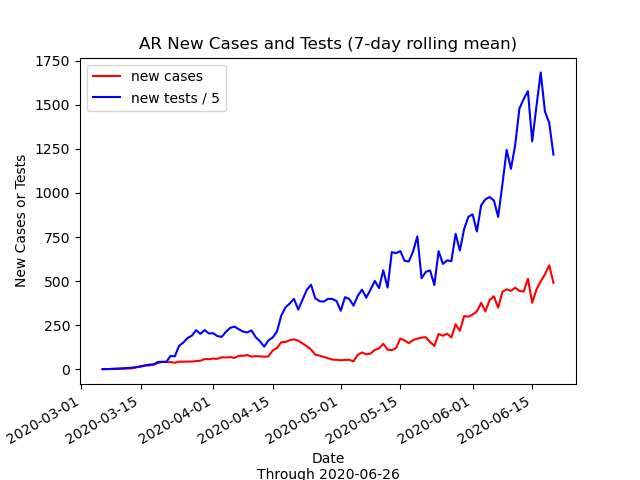 AR New Cases and Tests (7-day rolling mean)
new cases
new tests / 5
New Cases or Tests
1750
1500
1250
1000
750
500
250
0
2020-03-01
2020-03-15
2020-04-01
2020-04-15
2020-05-01
2020-05-15
2020-06-01
2020-06-15
Date
Through 2020-06-26